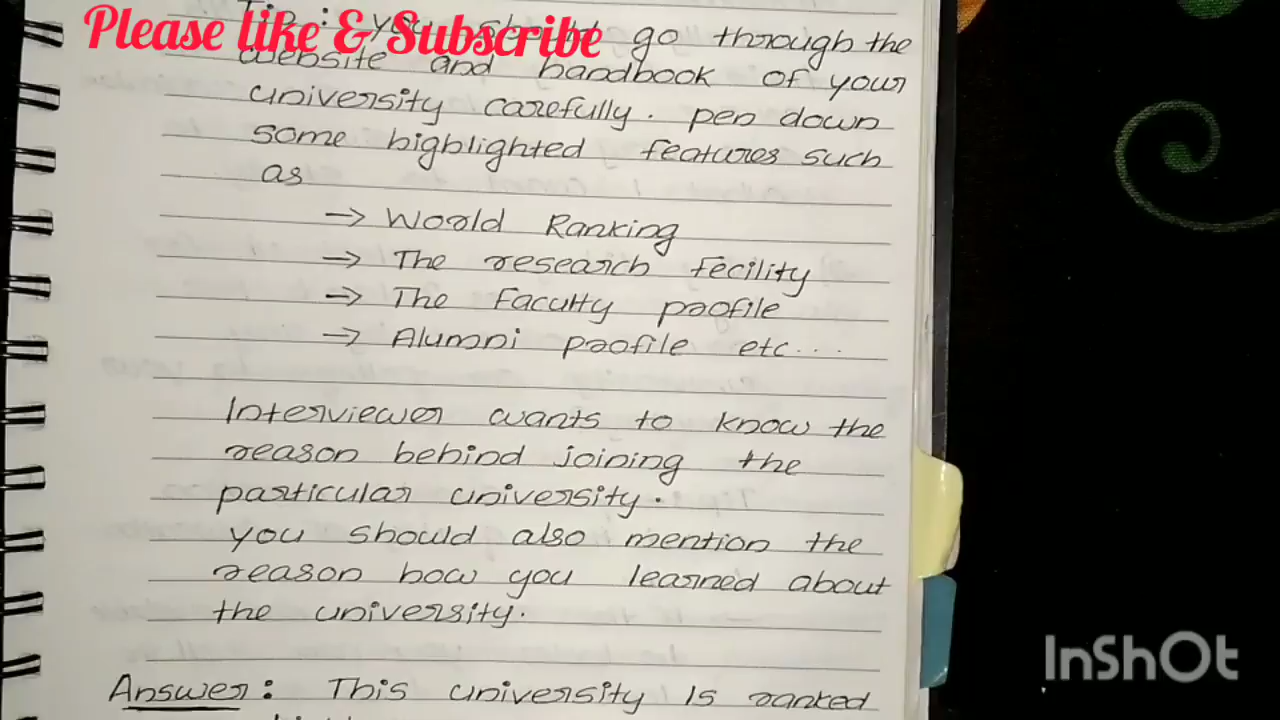 Please like & Subscribe
Tip : you should go through the
website and handbook of your
university carefully. pen down
some highlighted features such
as
→ World Ranking
→ The research fecility
→ The Faculty profile
→ Alumni profile etc...
Interviewer wants to know the
reason behind joining the
particular university.
you should also mention the
reason how you learned about
the university.
Answer : This university is ranked
InShOt